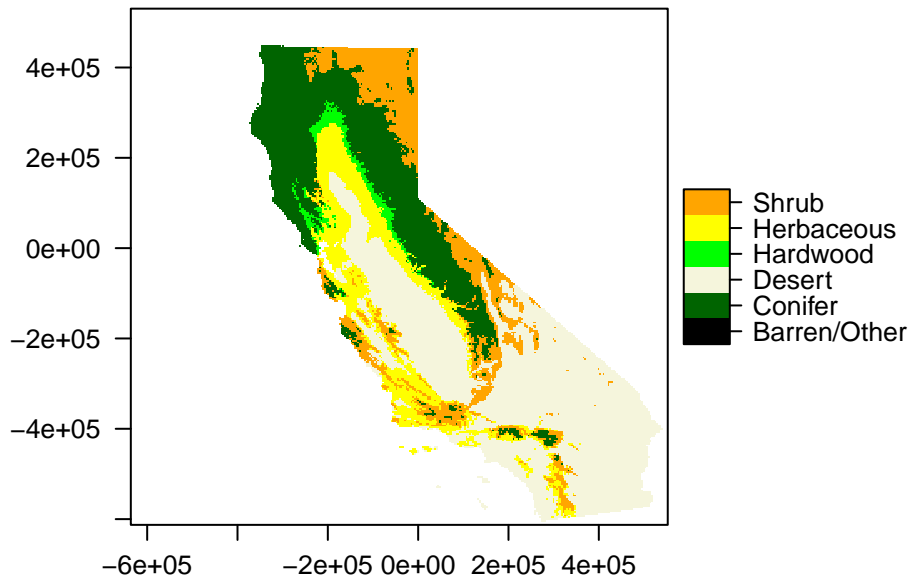 4e+05
2e+05
0e+00
−2e+05
−4e+05
−6e+05
−2e+05
0e+00
2e+05
4e+05
Shrub
Herbaceous
Hardwood
Desert
Conifer
Barren/Other